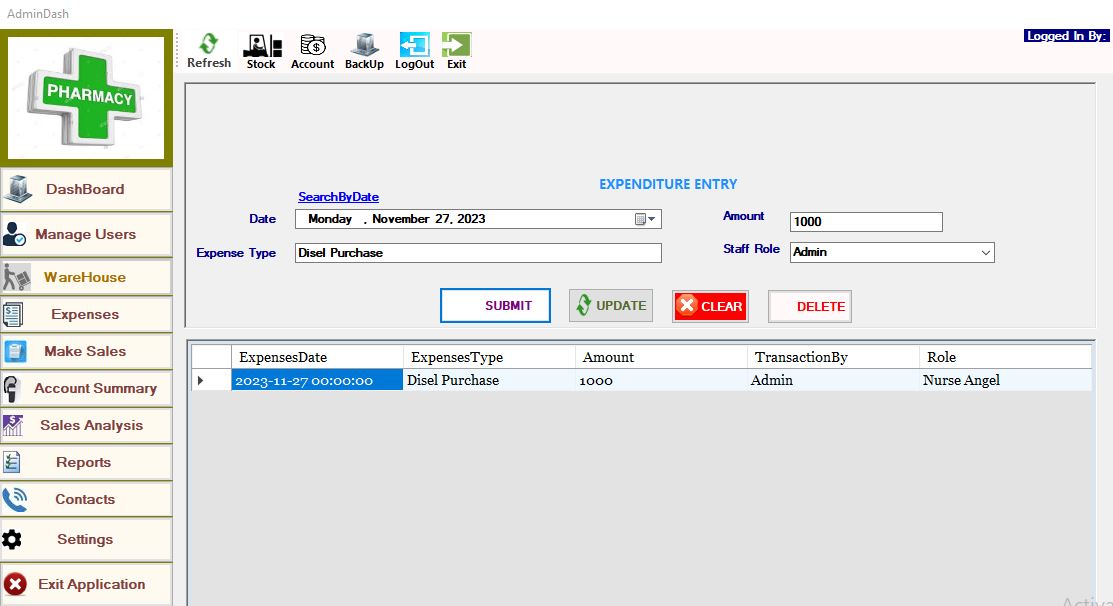 AdminDash
Refresh Stock Account BackUp LogOut Exit
Logged In By:
PHARMACY
DashBoard
Manage Users
WareHouse
Expenses
Make Sales
Account Summary
Sales Analysis
Reports
Contacts
Settings
Exit Application
EXPENDITURE ENTRY
SearchByDate
Date Monday , November 27, 2023
Amount 1000
Expense Type Disel Purchase
Staff Role Admin
SUBMIT UPDATE CLEAR DELETE
ExpensesDate ExpensesType Amount TransactionBy Role
2023-11-27 00:00:00 Disel Purchase 1000 Admin Nurse Angel